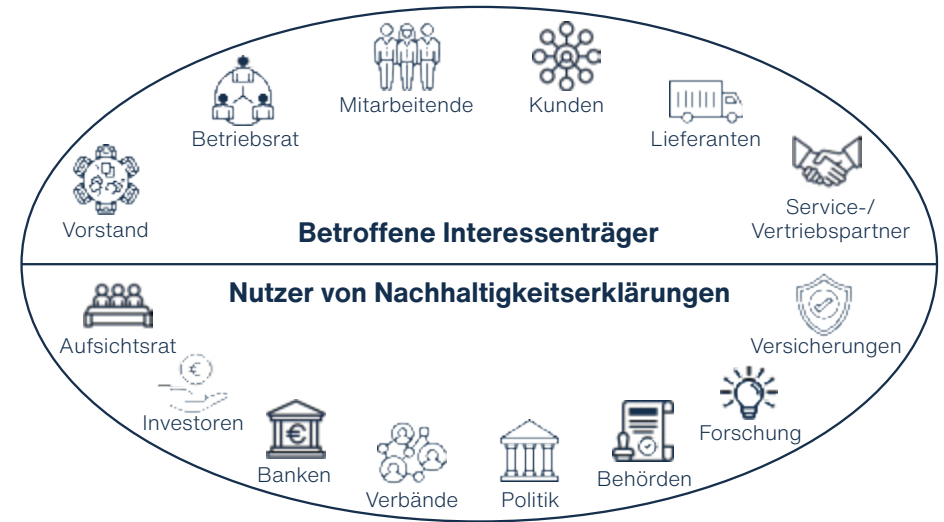 Mitarbeitende
Kunden
Betriebsrat
Lieferanten
Vorstand
Service-/
Vertriebspartner
Betroffene Interessenträger
Nutzer von Nachhaltigkeitserklärungen
Aufsichtsrat
Versicherungen
Investoren
Forschung
Banken
Behörden
Verbände
Politik